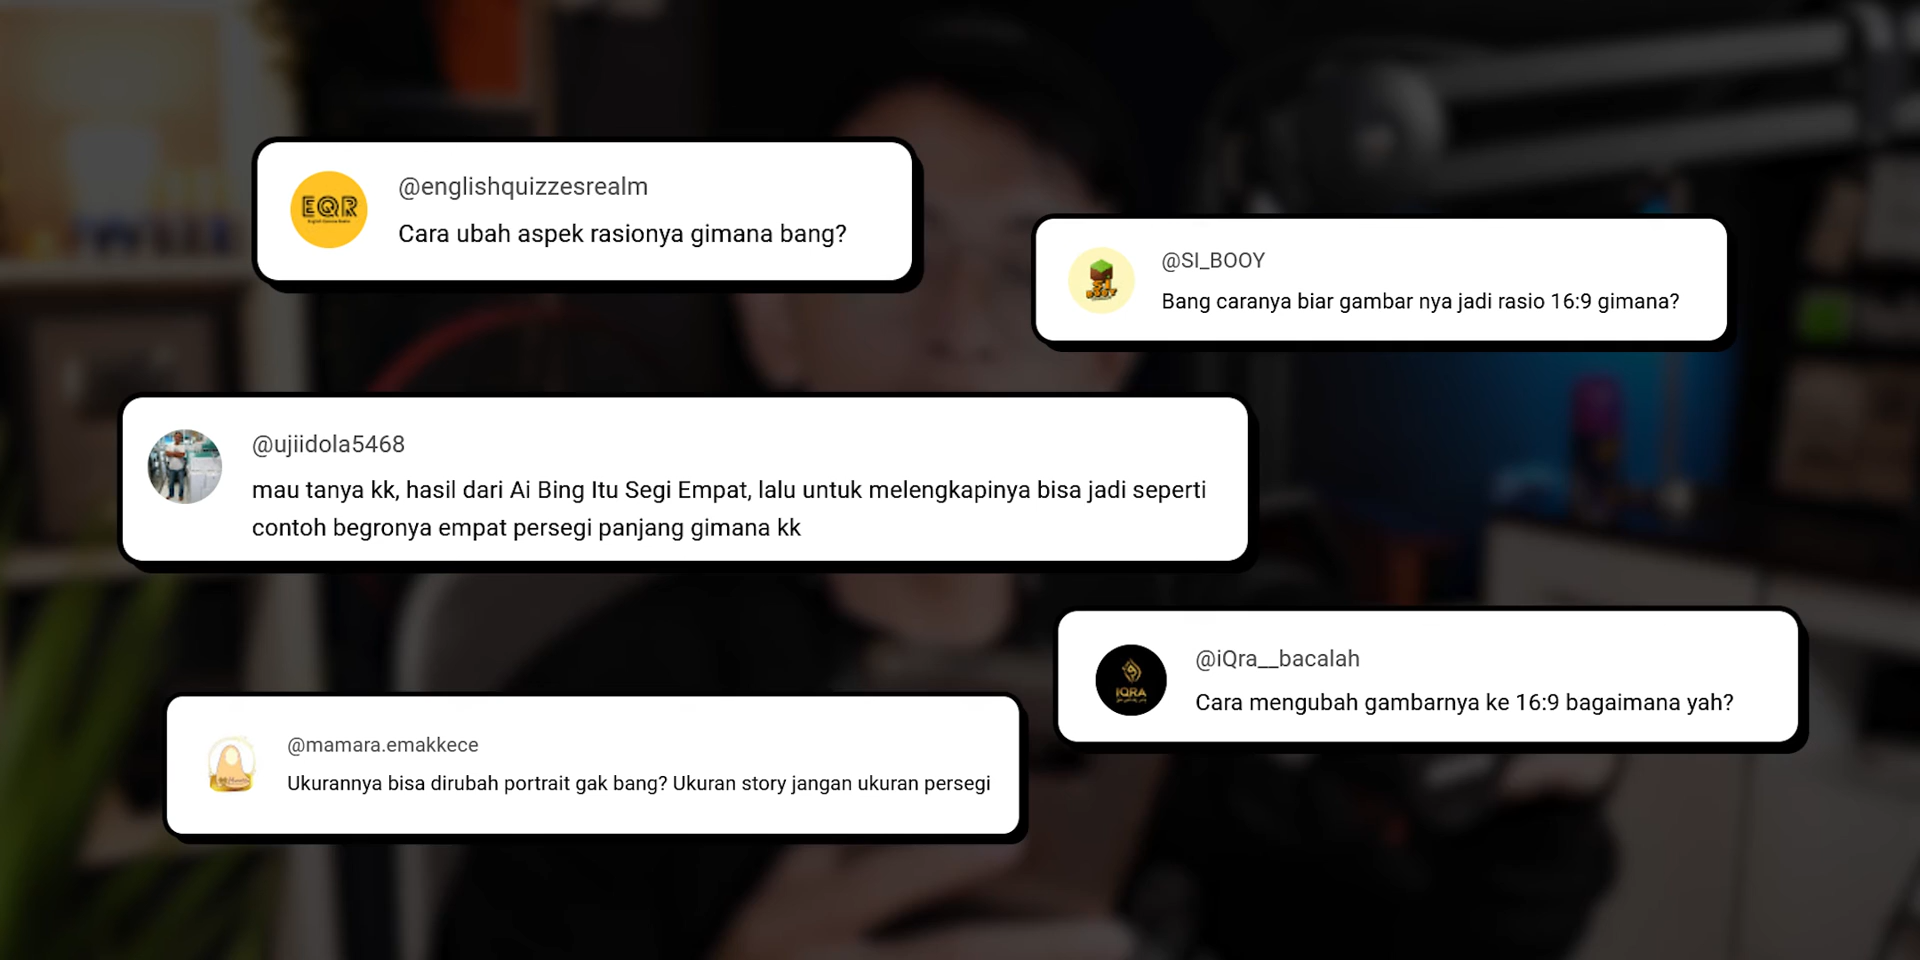 EQR
@englishquizzesrealm
Cara ubah aspek rasionya gimana bang?
@SI_BOOY
Bang caranya biar gambar nya jadi rasio 16:9 gimana?
@ujiidola5468
mau tanya kk, hasil dari Ai Bing Itu Segi Empat, lalu untuk melengkapinya bisa jadi seperti
contoh begronya empat persegi panjang gimana kk
IQRA
@iQra__bacalah
Cara mengubah gambarnya ke 16:9 bagaimana yah?
@mamara.emakkece
Ukurannya bisa dirubah portrait gak bang? Ukuran story jangan ukuran persegi